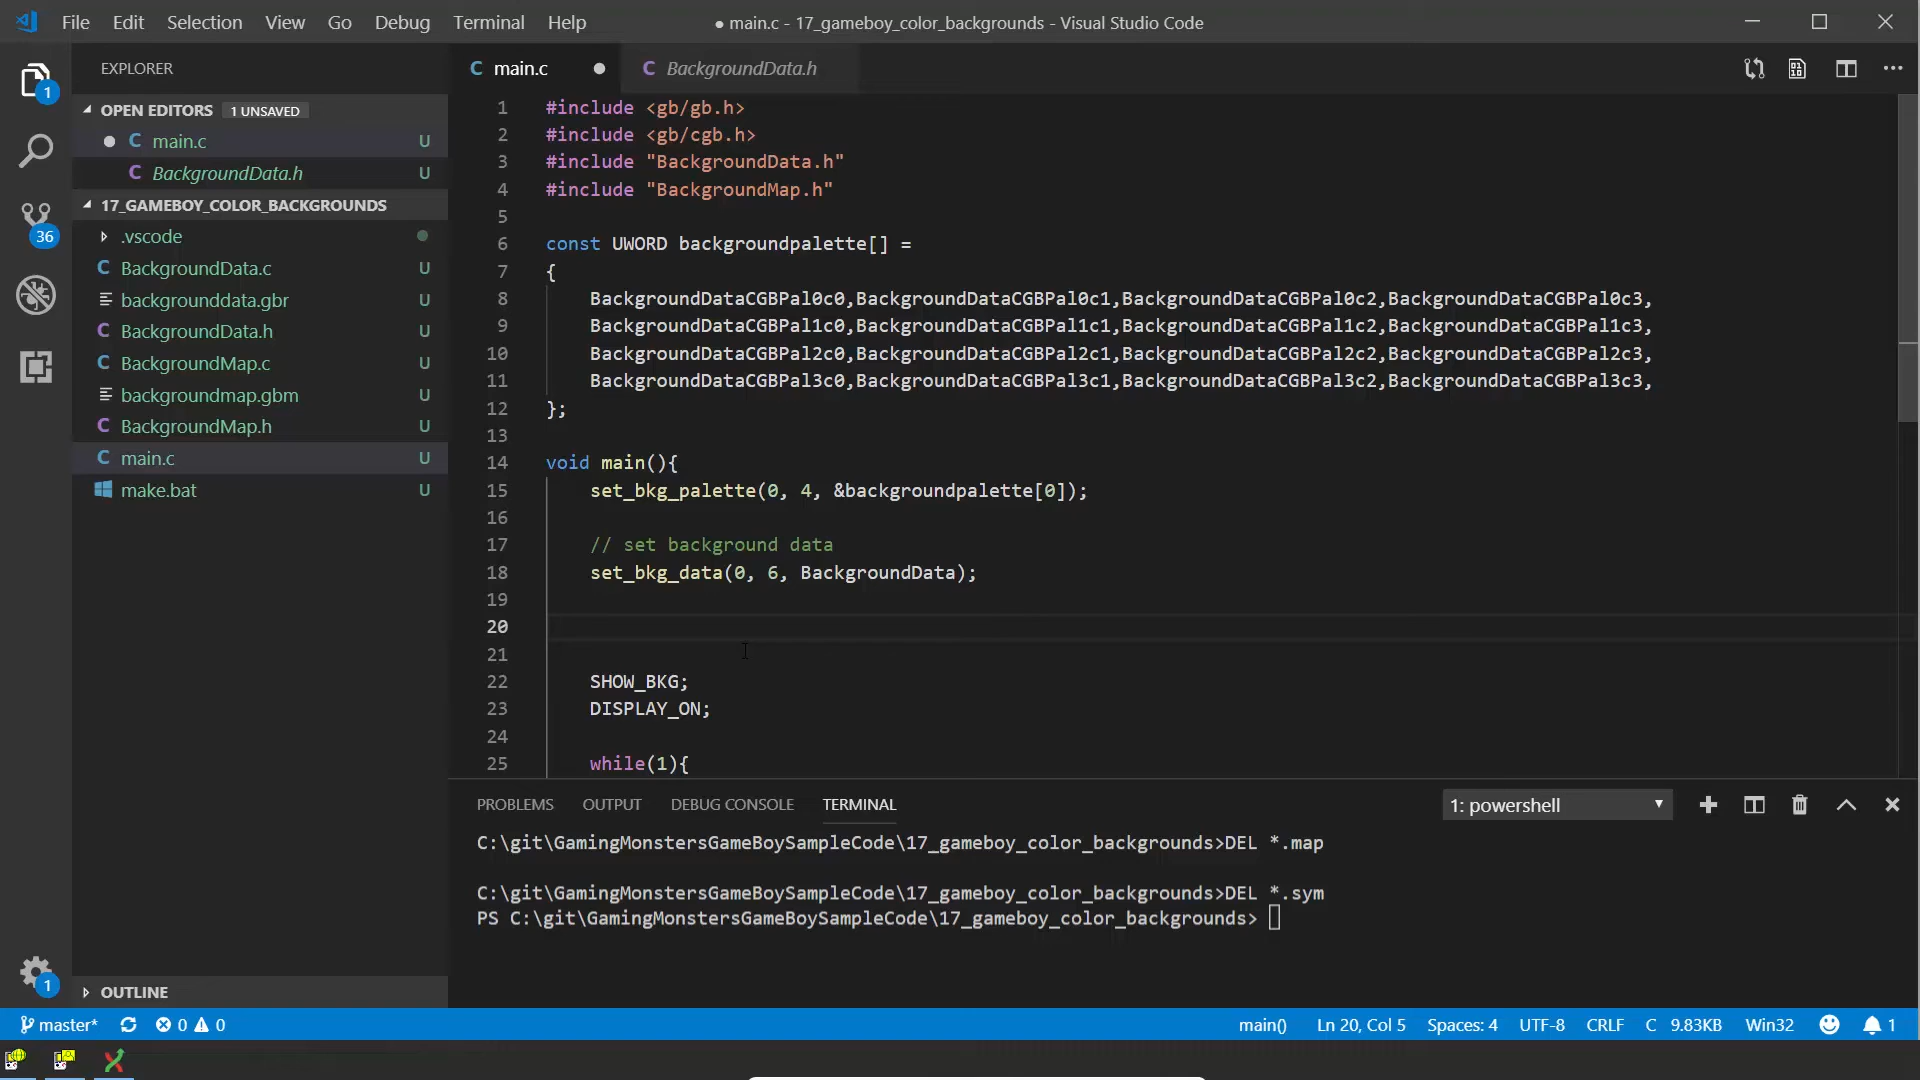 File Edit Selection View Go Debug Terminal Help
● main.c - 17_gameboy_color_backgrounds - Visual Studio Code
EXPLORER
OPEN EDITORS 1 UNSAVED
C main.c U
C BackgroundData.h U
17_GAMEBOY_COLOR_BACKGROUNDS
.vscode
C BackgroundData.c U
backgrounddata.gbr U
C BackgroundData.h U
C BackgroundMap.c U
backgroundmap.gbm U
C BackgroundMap.h U
C main.c U
make.bat U
OUTLINE
1
36
1
C main.c
C BackgroundData.h
1 #include <gb/gb.h>
2 #include <gb/cgb.h>
3 #include "BackgroundData.h"
4 #include "BackgroundMap.h"
5
6 const UWORD backgroundpalette[] =
7 {
8 BackgroundDataCGBPal0c0,BackgroundDataCGBPal0c1,BackgroundDataCGBPal0c2,BackgroundDataCGBPal0c3,
9 BackgroundDataCGBPal1c0,BackgroundDataCGBPal1c1,BackgroundDataCGBPal1c2,BackgroundDataCGBPal1c3,
10 BackgroundDataCGBPal2c0,BackgroundDataCGBPal2c1,BackgroundDataCGBPal2c2,BackgroundDataCGBPal2c3,
11 BackgroundDataCGBPal3c0,BackgroundDataCGBPal3c1,BackgroundDataCGBPal3c2,BackgroundDataCGBPal3c3,
12 };
13
14 void main(){
15 set_bkg_palette(0, 4, &backgroundpalette[0]);
16
17 // set background data
18 set_bkg_data(0, 6, BackgroundData);
19
20
21
22 SHOW_BKG;
23 DISPLAY_ON;
24
25 while(1){
PROBLEMS OUTPUT DEBUG CONSOLE TERMINAL
1: powershell
C:\git\GamingMonstersGameBoySampleCode\17_gameboy_color_backgrounds>DEL *.map
C:\git\GamingMonstersGameBoySampleCode\17_gameboy_color_backgrounds>DEL *.sym
PS C:\git\GamingMonstersGameBoySampleCode\17_gameboy_color_backgrounds>
master* 0 0 main() Ln 20, Col 5 Spaces: 4 UTF-8 CRLF C 9.83KB Win32 1